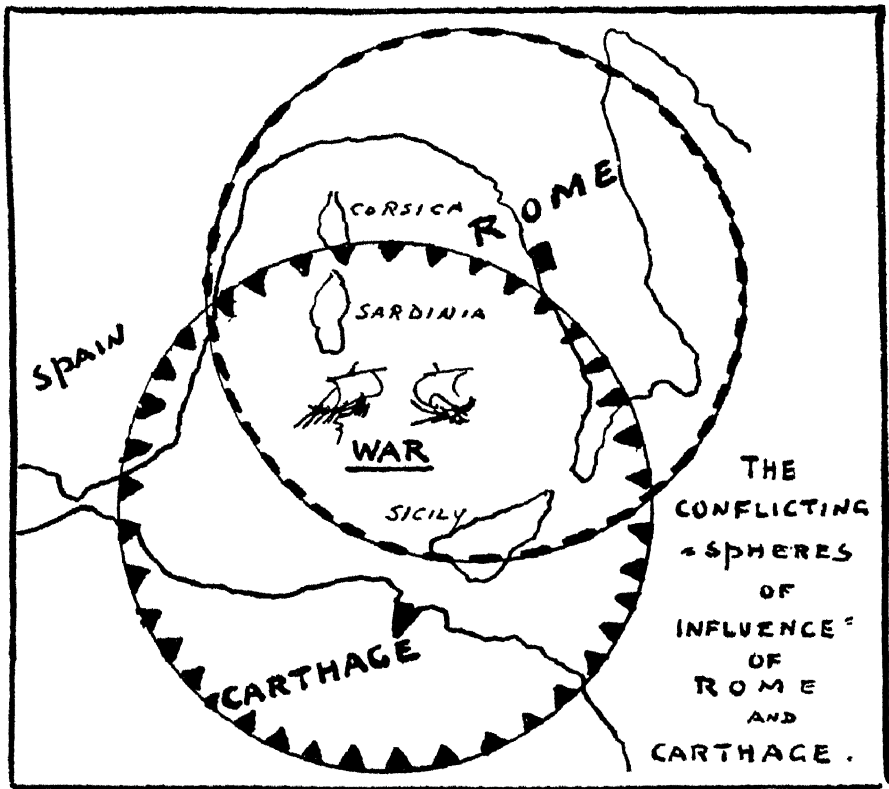 CORSICA
ROME
SARDINIA
SPAIN
WAR
SICILY
CARTHAGE
THE
CONFLICTING
"SPHERES
OF
INFLUENCE"
OF
ROME
AND
CARTHAGE.